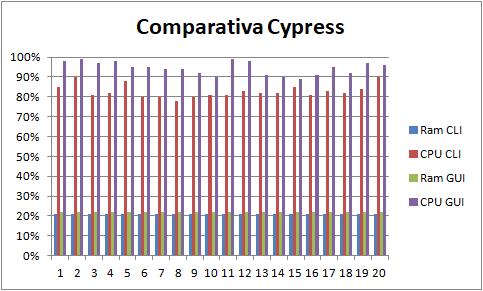 Comparativa Cypress
100%
90%
80%
70%
60%
50%
40%
30%
20%
10%
0%
1 2 3 4 5 6 7 8 9 10 11 12 13 14 15 16 17 18 19 20
Ram CLI
CPU CLI
Ram GUI
CPU GUI